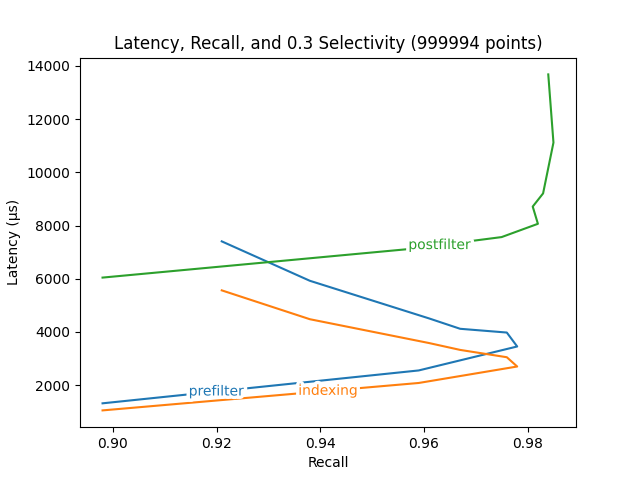 Latency, Recall, and 0.3 Selectivity (999994 points)
14000
12000
10000
8000
6000
4000
2000
Latency (µs)
postfilter
prefilter
indexing
0.90 0.92 0.94 0.96 0.98
Recall